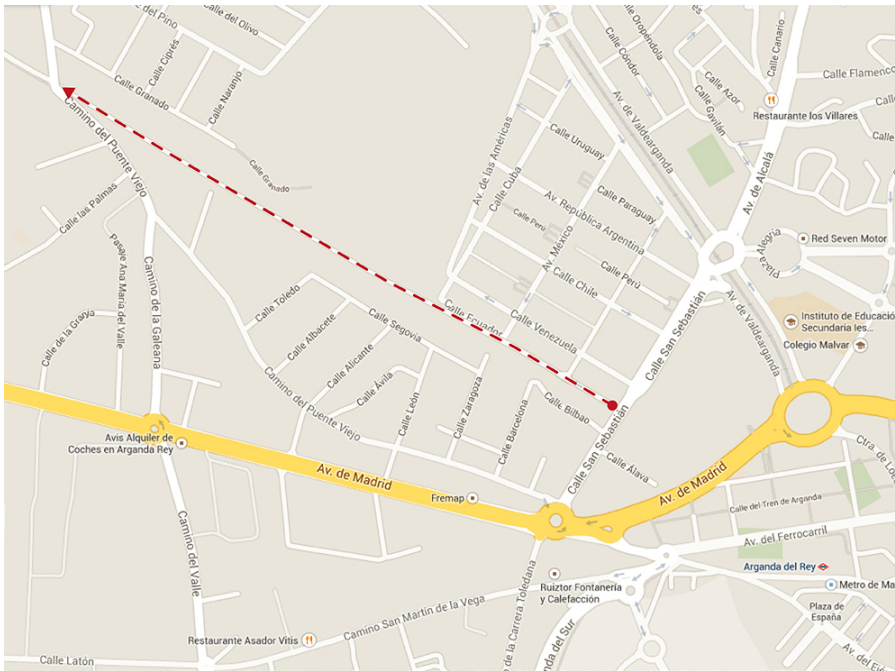 del Pino
Calle del Olivo
Calle Ciprés
Calle Naranjo
Calle Granado
Calle Granado
Camino del Puente Viejo
Calle las Palmas
Pasaje Ana María del Valle
Camino de la Galeana
Calle de la Granja
Calle Toledo
Calle Albacete
Calle Alicante
Calle Segovia
Calle Ávila
Calle León
Calle Zaragoza
Calle Barcelona
Calle Bilbao
Camino del Puente Viejo
Calle Álava
Av. de las Américas
Calle Cuba
Calle Uruguay
Calle Perú
Av. República Argentina
Calle Paraguay
Av. México
Calle Chile
Calle Perú
Calle Ecuador
Calle Venezuela
Calle San Sebastián
Calle San Sebastián
Av. de Valdearganda
Av. de Valdearganda
Calle Oropéndola
Calle Cóndor
Calle Azor
Calle Gavilán
Calle Canario
Calle Flamenco
Restaurante los Villares
Av. de Alcalá
Plaza Alegría
Red Seven Motor
Instituto de Educació
Secundaria Ies...
Colegio Malvar
Avis Alquiler de
Coches en Arganda Rey
Av. de Madrid
Av. de Madrid
Fremap
Ctra. de Loe
Calle del Tren de Arganda
Av. del Ferrocarril
Arganda del Rey
Metro de Ma
Plaza de
España
Av. del Ej
Ruiztor Fontanería
y Calefacción
Camino del Valle
Camino San Martín de la Vega
o de la Carrera Toledana
anda del Sur
Restaurante Asador Vitis
Calle Latón